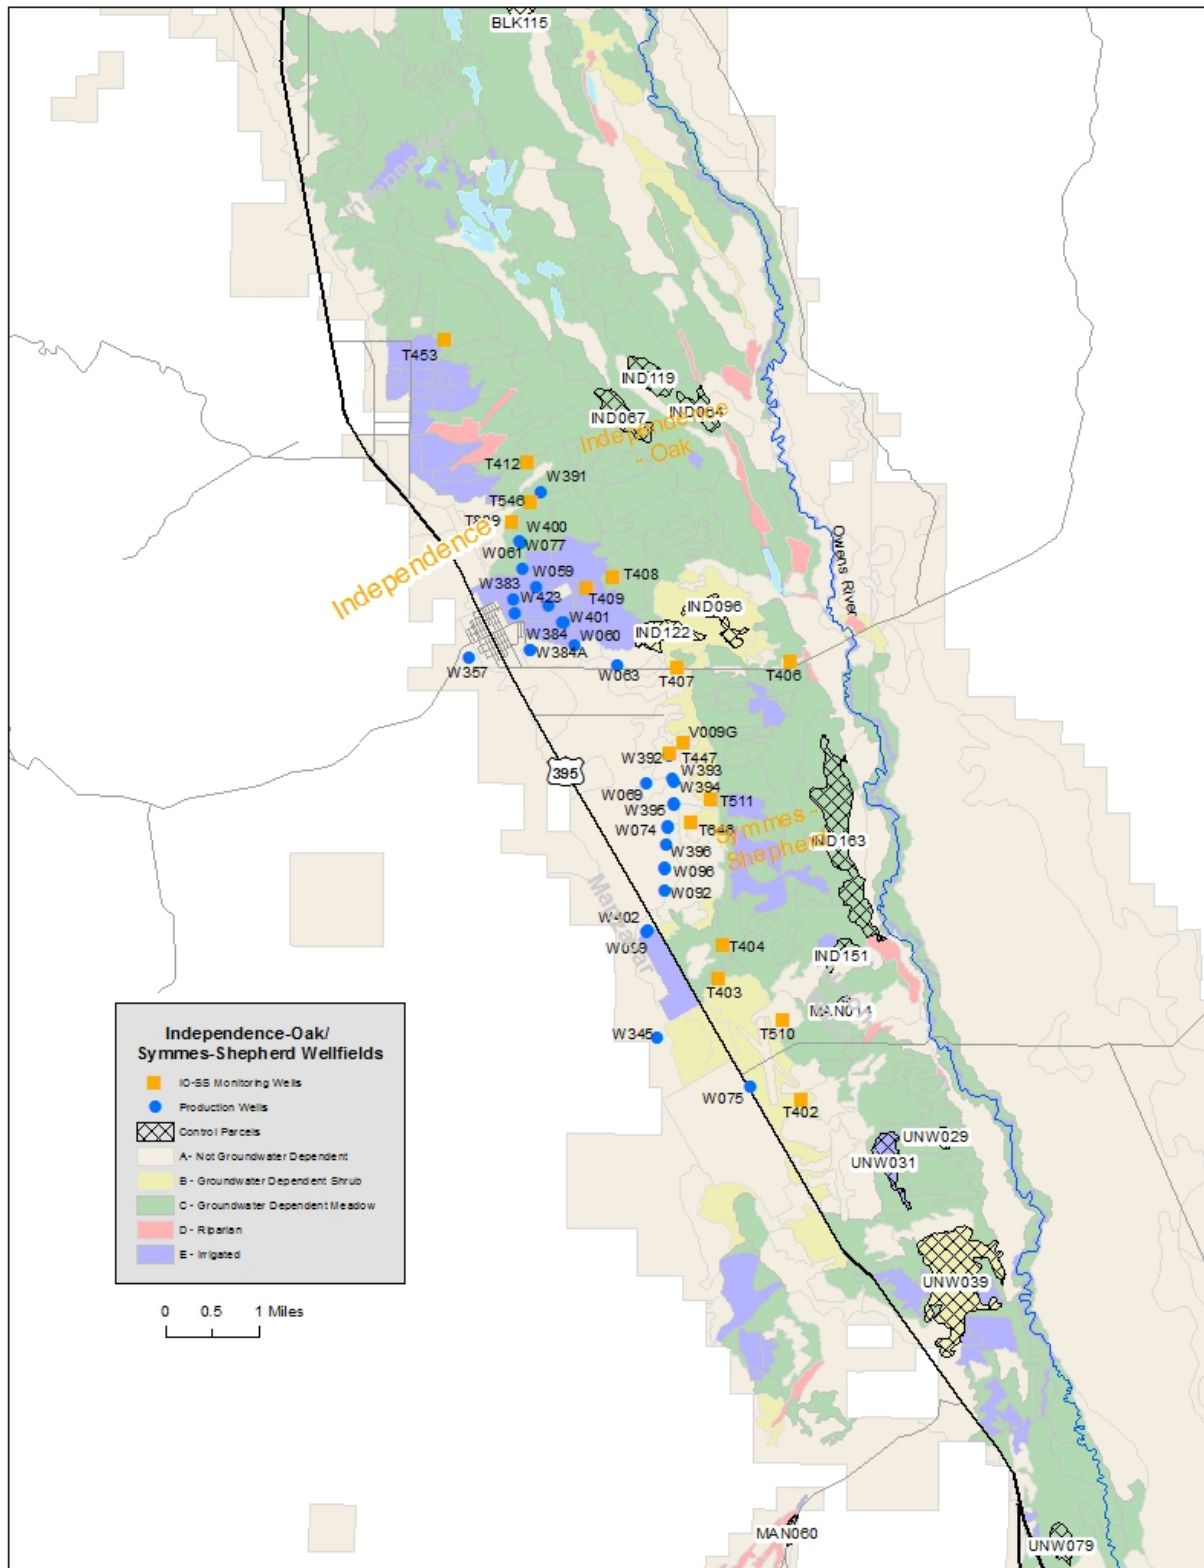 BLK115
Independence
T453
IND119
IND067
IND064
Independence
- Oak
T412
W391
T546
W400
W077
W061
Independence
W059
W383
W423
T408
T409
W401
IND096
IND122
W384
W060
W384A
W357
W063
T407
T406
Owens River
V009G
W392
T447
W393
395
W069
W394
W395
T511
W074
Symmes -
Shepherd
IND163
W396
W096
W092
W402
Manzanar
T404
IND151
T403
MAN014
T510
W345
W075
T402
UNW029
UNW031
UNW039
MAN060
UNW079
Independence-Oak/
Symmes-Shepherd Wellfields
IO-SS Monitoring Wells
Production Wells
Control Parcels
A - Not Groundwater Dependent
B - Groundwater Dependent Shrub
C - Groundwater Dependent Meadow
D - Riparian
E - Irrigated
0 0.5 1 Miles